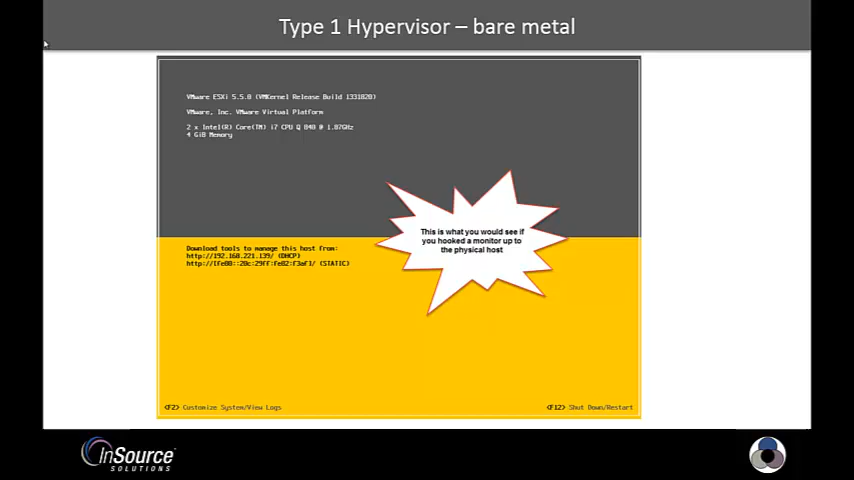 Type 1 Hypervisor – bare metal
VMware ESXi 5.5.0 (VMKernel Release Build 1331820)
VMware, Inc. VMware Virtual Platform
2 x Intel(R) Core(TM) i7 CPU Q 840 @ 1.87GHz
4 GiB Memory
This is what you would see if
you hooked a monitor up to
the physical host
Download tools to manage this host from:
http://192.168.221.139/ (DHCP)
http://[fe80::20c:29ff:fe82:f3af]/ (STATIC)
<F2> Customize System/View Logs
<F12> Shut Down/Restart
InSource
SOLUTIONS